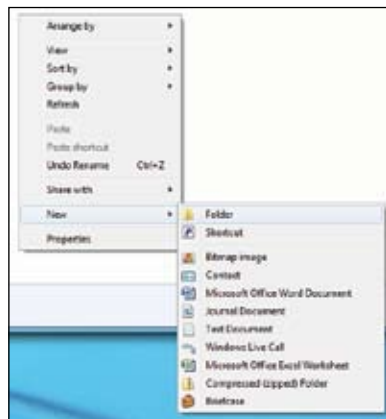 Arrange by
View
Sort by
Group by
Refresh
Paste
Paste shortcut
Undo Rename Ctrl+Z
Share with
New
Properties
Folder
Shortcut
Bitmap image
Contact
Microsoft Office Word Document
Journal Document
Text Document
Windows Live Call
Microsoft Office Excel Worksheet
Compressed (zipped) Folder
Briefcase